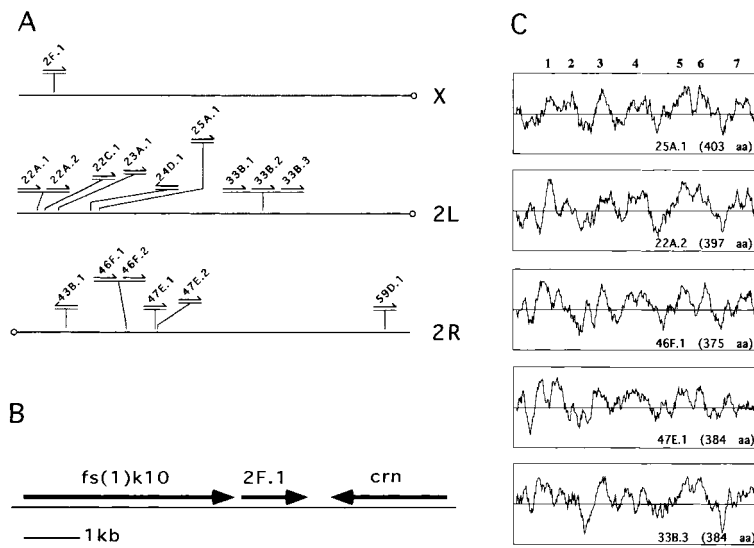 A
2F.1
X
22A.1
22A.2
22C.1
23A.1
24D.1
25A.1
33B.1
33B.2
33B.3
2L
43B.1
46F.1
46F.2
47E.1
47E.2
59D.1
2R
B
fs(1)k10
2F.1
crn
1kb
C
1 2 3 4 5 6 7
25A.1 (403 aa)
22A.2 (397 aa)
46F.1 (375 aa)
47E.1 (384 aa)
33B.3 (384 aa)